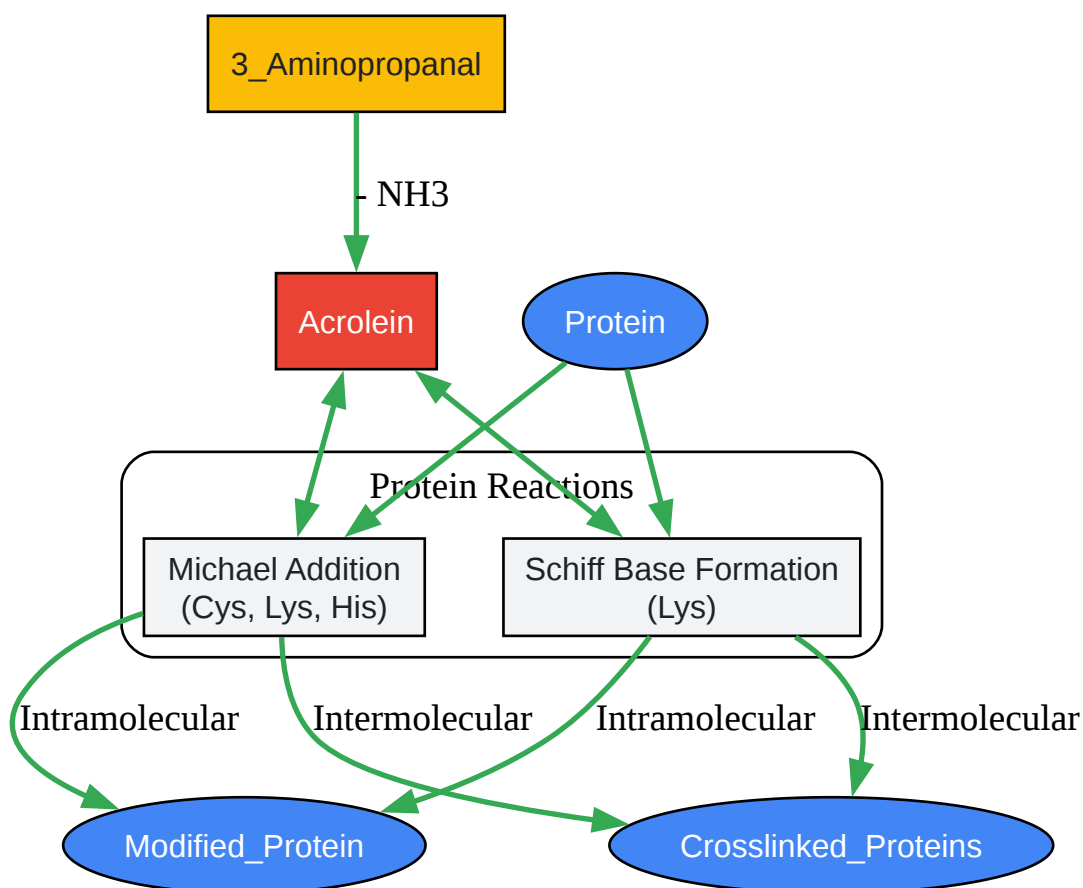 3_Aminopropanal
- NH3
Acrolein
Protein
Protein Reactions
Michael Addition
(Cys, Lys, His)
Schiff Base Formation
(Lys)
Intramolecular
Intermolecular
Intramolecular
Intermolecular
Modified_Protein
Crosslinked_Proteins